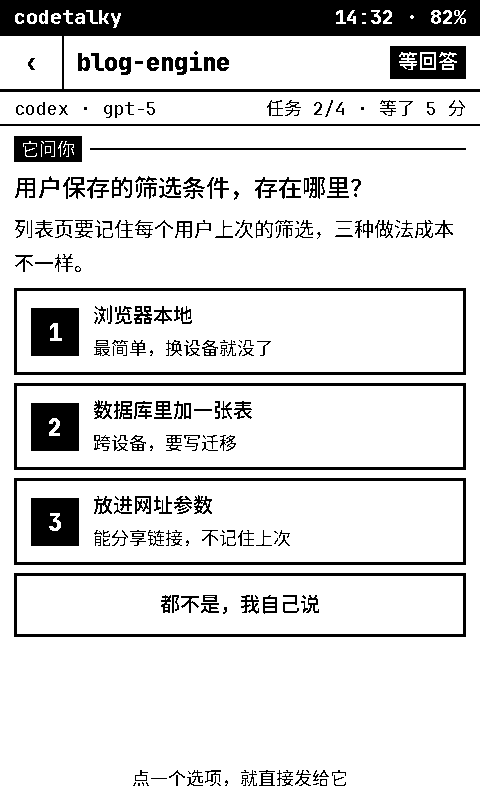 codetalky
14:32 · 82%
‹
blog-engine
等回答
codex · gpt-5
任务 2/4 · 等了 5 分
它问你
用户保存的筛选条件，存在哪里？
列表页要记住每个用户上次的筛选，三种做法成本
不一样。
1
浏览器本地
最简单，换设备就没了
2
数据库里加一张表
跨设备，要写迁移
3
放进网址参数
能分享链接，不记住上次
都不是，我自己说
点一个选项，就直接发给它